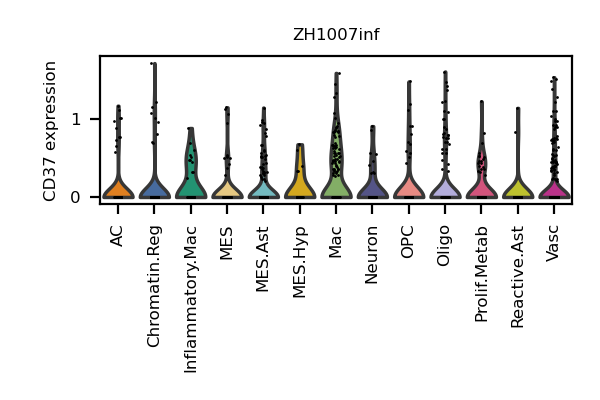 ZH1007inf
CD37 expression
1
0
AC
Chromatin.Reg
Inflammatory.Mac
MES
MES.Ast
MES.Hyp
Mac
Neuron
OPC
Oligo
Prolif.Metab
Reactive.Ast
Vasc